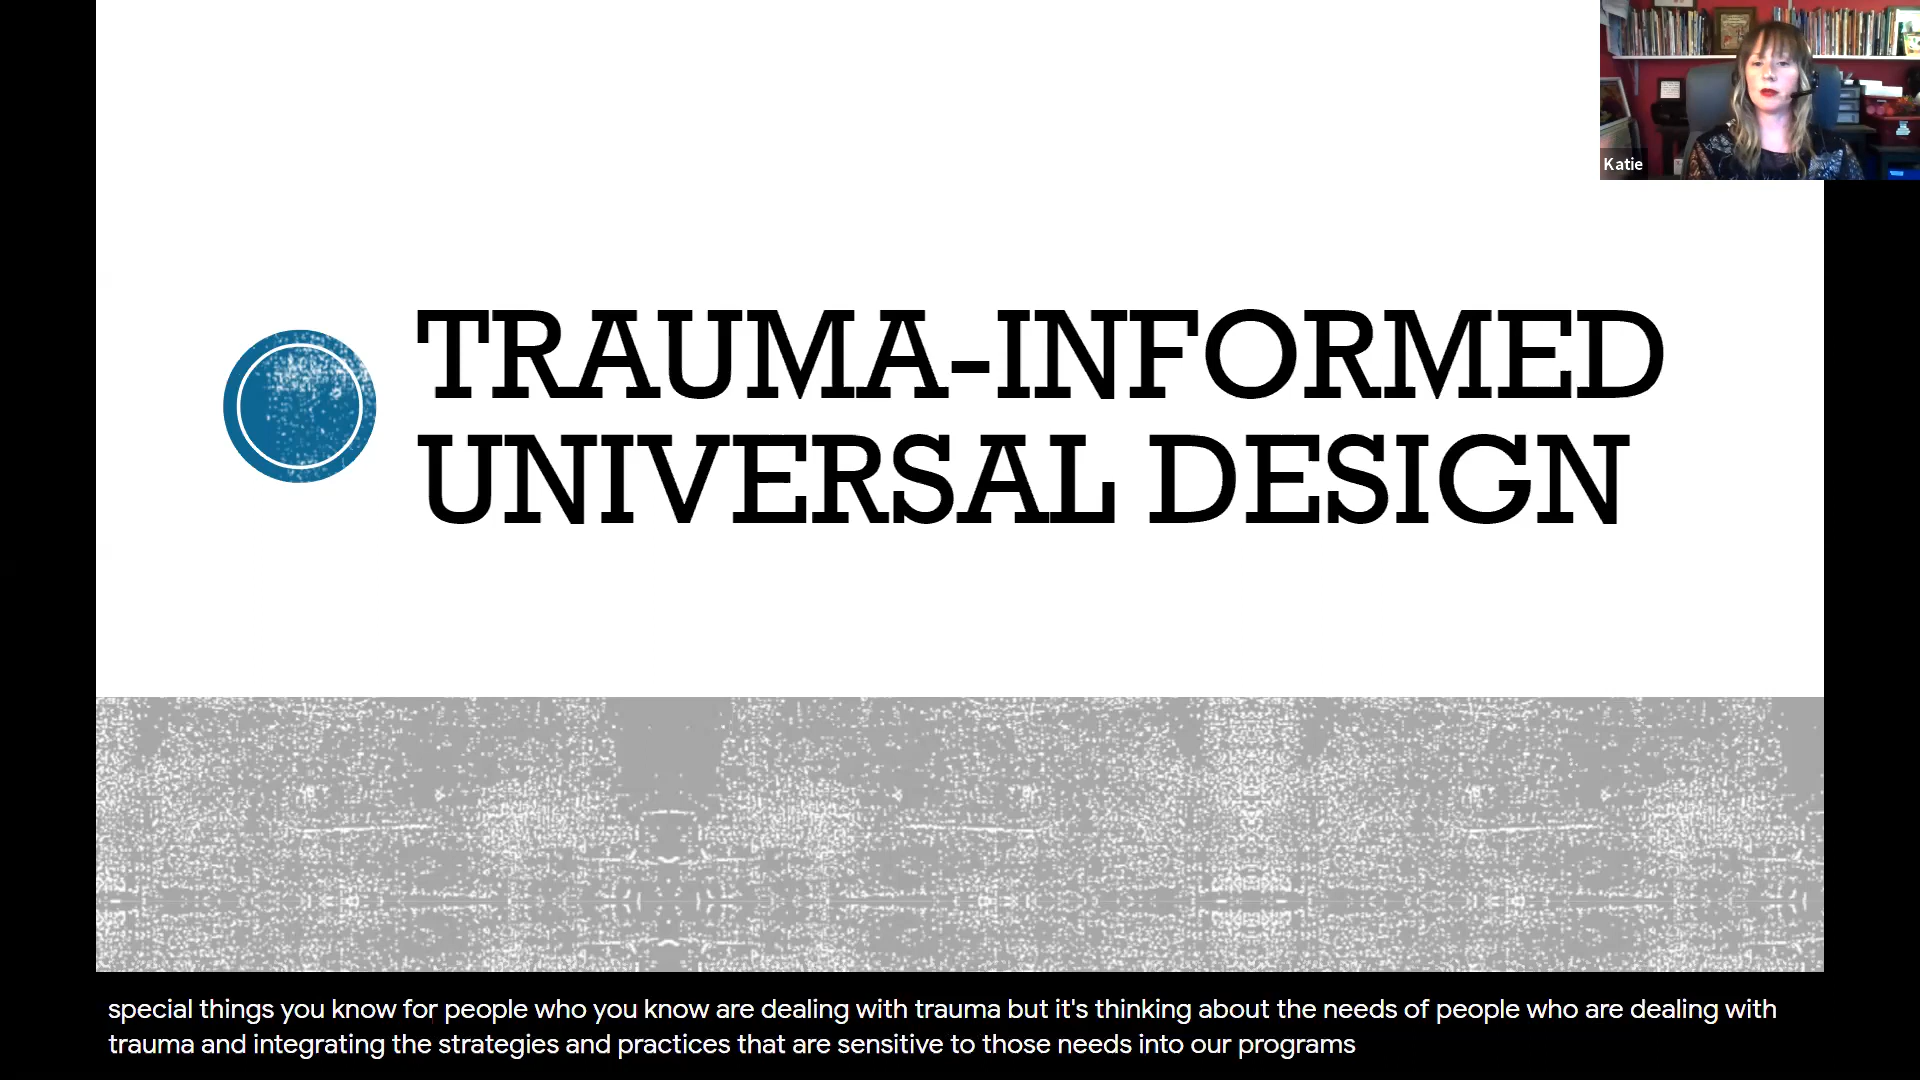 Katie
TRAUMA-INFORMED
UNIVERSAL DESIGN
special things you know for people who you know are dealing with trauma but it's thinking about the needs of people who are dealing with
trauma and integrating the strategies and practices that are sensitive to those needs into our programs